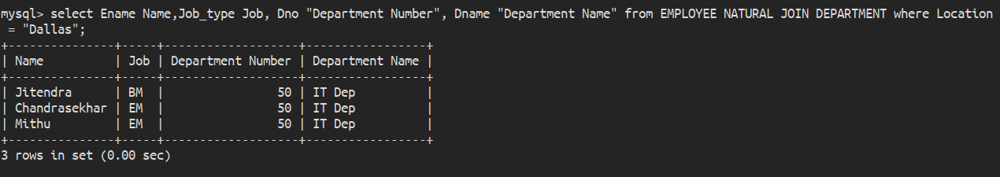 mysql> select Ename Name,Job_type Job, Dno "Department Number", Dname "Department Name" from EMPLOYEE NATURAL JOIN DEPARTMENT where Location
 = "Dallas";
+---------------+-----+-------------------+-----------------+
| Name          | Job | Department Number | Department Name |
+---------------+-----+-------------------+-----------------+
| Jitendra      | BM  |                50 | IT Dep          |
| Chandrasekhar | EM  |                50 | IT Dep          |
| Mithu         | EM  |                50 | IT Dep          |
+---------------+-----+-------------------+-----------------+
3 rows in set (0.00 sec)